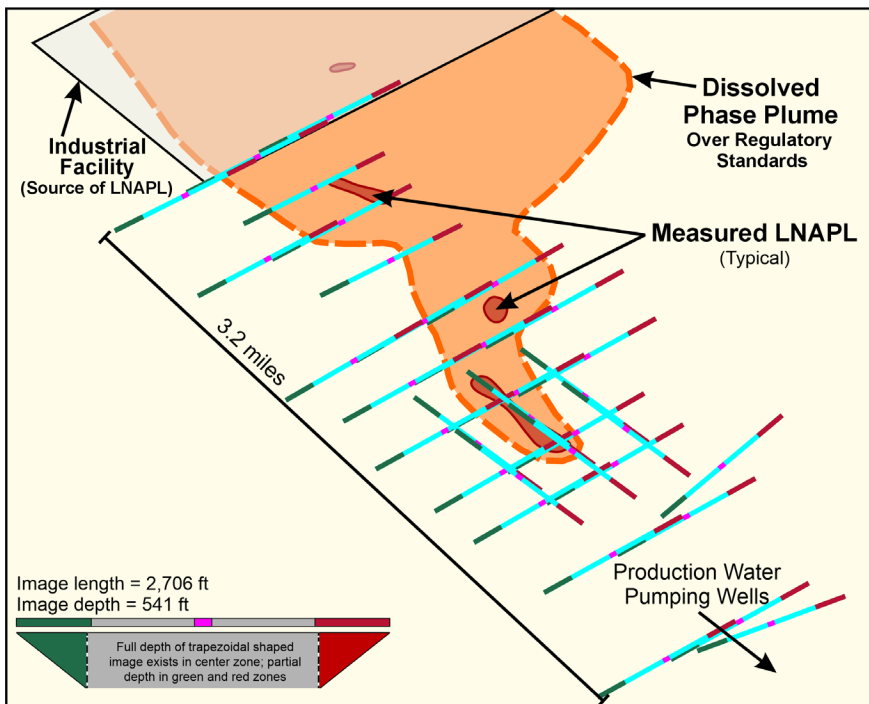 Dissolved
Phase Plume
Over Regulatory
Standards
Industrial
Facility
(Source of LNAPL)
Measured LNAPL
(Typical)
3.2 miles
Production Water
Pumping Wells
Image length = 2,706 ft
Image depth = 541 ft
Full depth of trapezoidal shaped
image exists in center zone; partial
depth in green and red zones